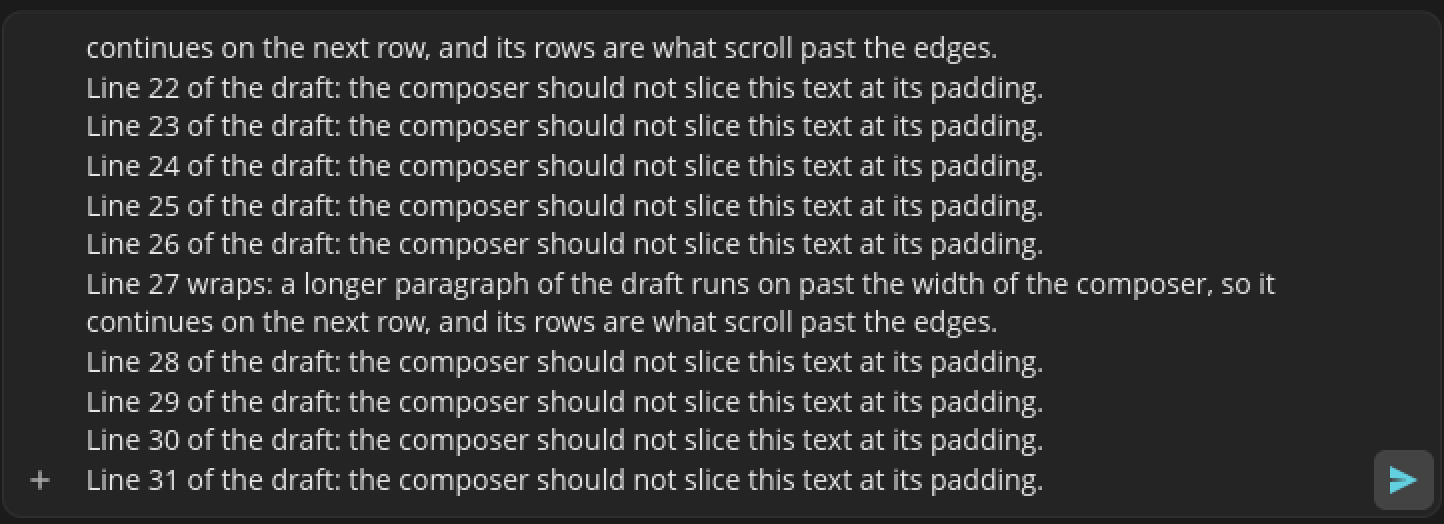 continues on the next row, and its rows are what scroll past the edges.
Line 22 of the draft: the composer should not slice this text at its padding.
Line 23 of the draft: the composer should not slice this text at its padding.
Line 24 of the draft: the composer should not slice this text at its padding.
Line 25 of the draft: the composer should not slice this text at its padding.
Line 26 of the draft: the composer should not slice this text at its padding.
Line 27 wraps: a longer paragraph of the draft runs on past the width of the composer, so it
continues on the next row, and its rows are what scroll past the edges.
Line 28 of the draft: the composer should not slice this text at its padding.
Line 29 of the draft: the composer should not slice this text at its padding.
Line 30 of the draft: the composer should not slice this text at its padding.
Line 31 of the draft: the composer should not slice this text at its padding.